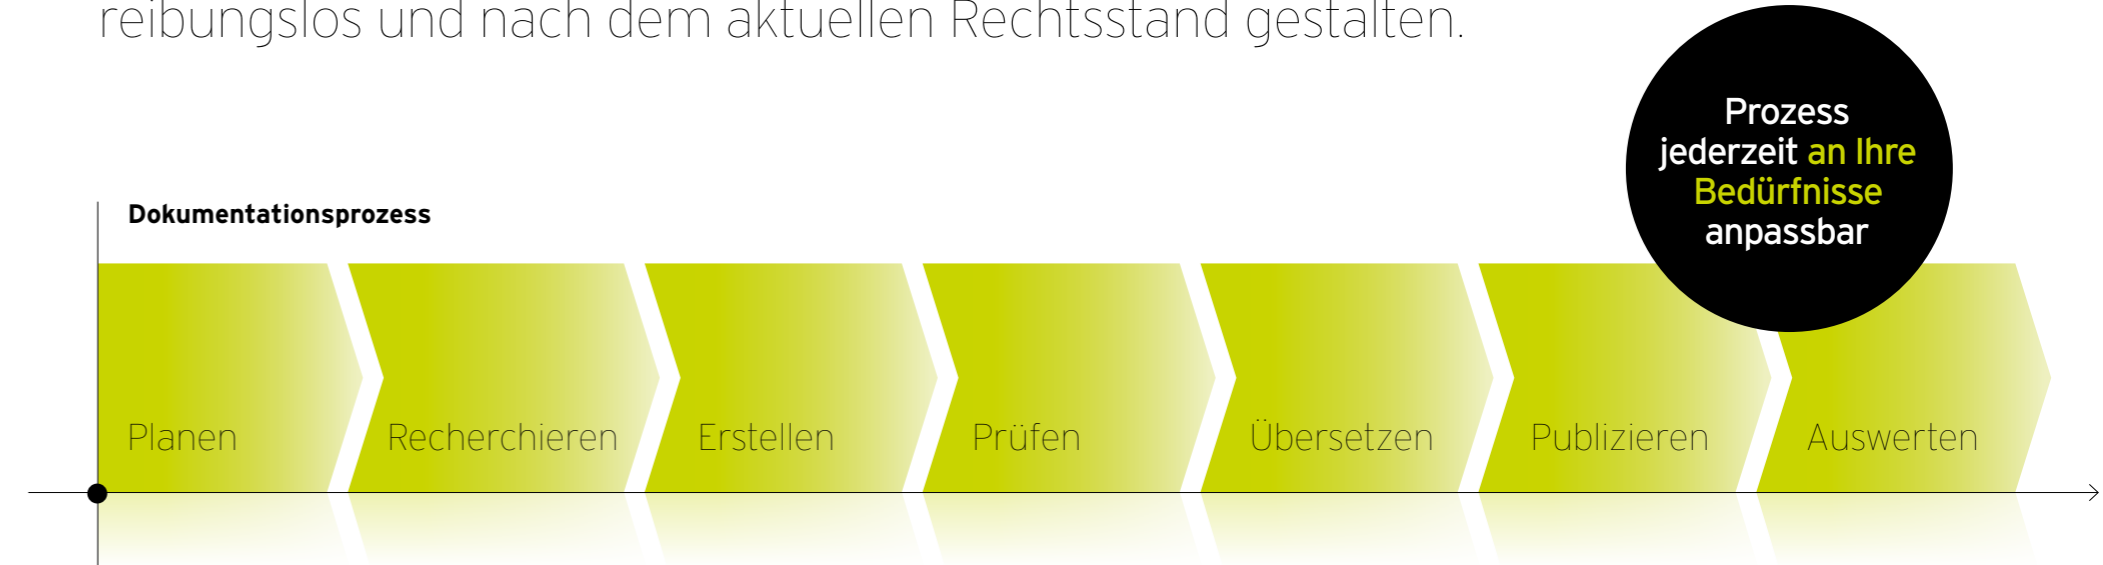 reibungslos und nach dem aktuellen Rechtsstand gestalten.
Prozess
jederzeit an Ihre
Bedürfnisse
anpassbar
Dokumentationsprozess
Planen
Recherchieren
Erstellen
Prüfen
Übersetzen
Publizieren
Auswerten